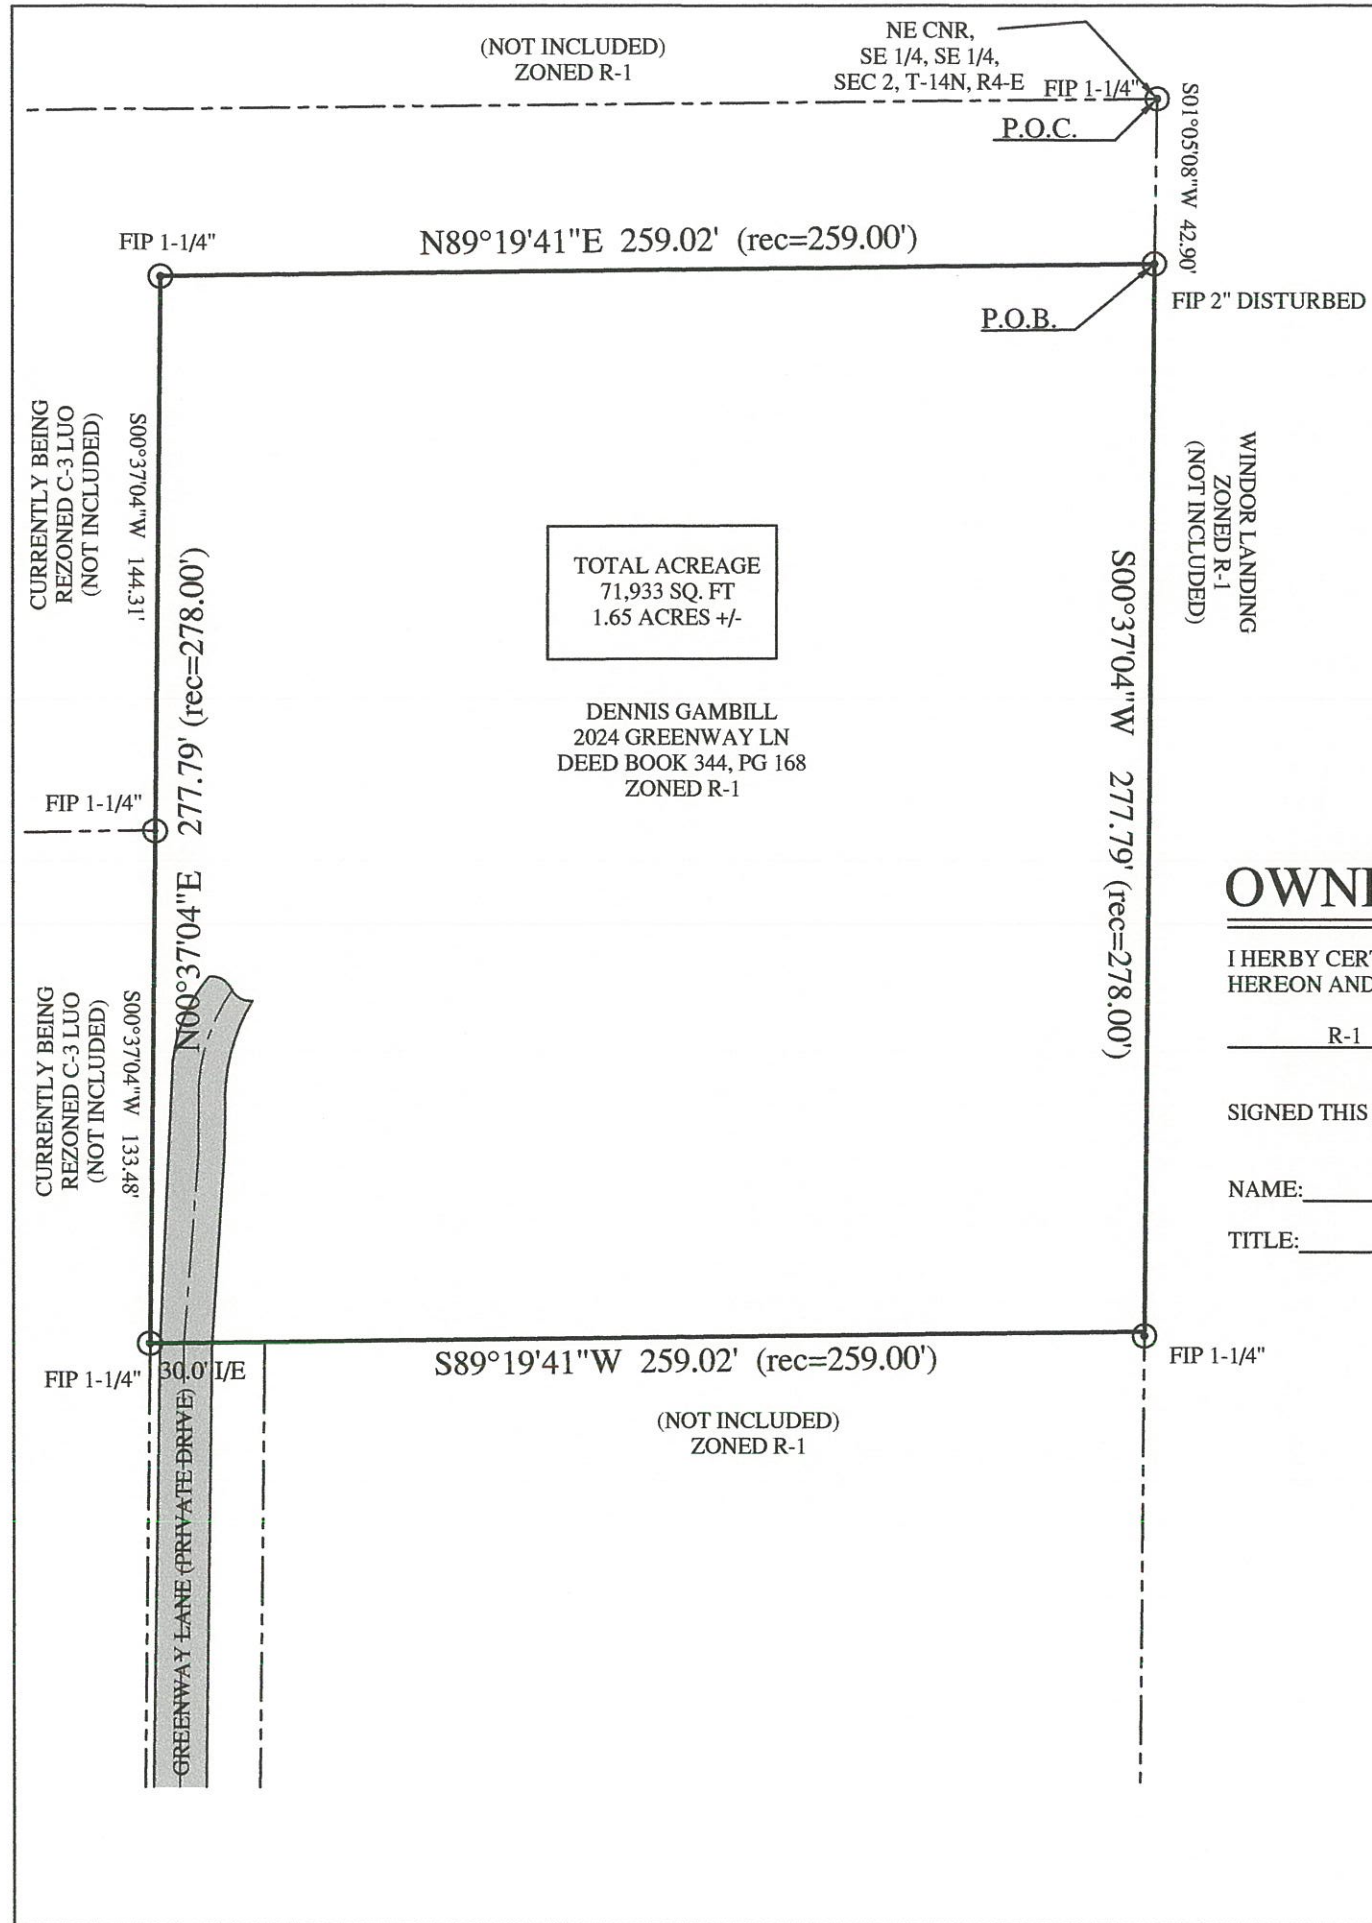 (NOT INCLUDED)
ZONED R-1
NE CNR,
SE 1/4, SE 1/4,
SEC 2, T-14N, R4-E
FIP 1-1/4"
P.O.C.
S01°05'08"W 42.90'
FIP 1-1/4"
N89°19'41"E 259.02' (rec=259.00')
P.O.B.
FIP 2" DISTURBED
CURRENTLY BEING
REZONED C-3 LUO
(NOT INCLUDED)
S00°37'04"W 144.31'
N00°37'04"E 277.79' (rec=278.00')
TOTAL ACREAGE
71,933 SQ. FT
1.65 ACRES +/-
DENNIS GAMBILL
2024 GREENWAY LN
DEED BOOK 344, PG 168
ZONED R-1
S00°37'04"W 277.79' (rec=278.00')
WINDOR LANDING
ZONED R-1
(NOT INCLUDED)
FIP 1-1/4"
CURRENTLY BEING
REZONED C-3 LUO
(NOT INCLUDED)
S00°37'04"W 133.48'
I HERBY CER
HEREON AND
R-1
SIGNED THIS
NAME:
TITLE:
FIP 1-1/4"
30.0' I/E
S89°19'41"W 259.02' (rec=259.00')
FIP 1-1/4"
(NOT INCLUDED)
ZONED R-1
GREENWAY LANE (PRIVATE DRIVE)